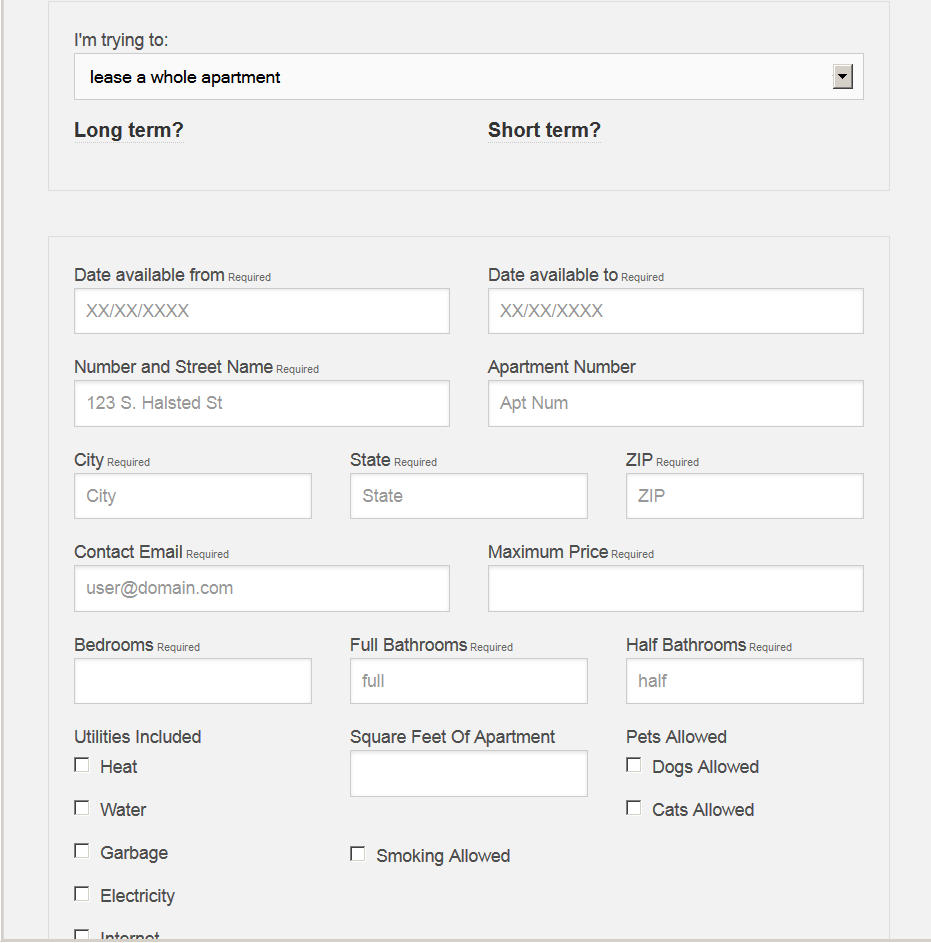 I'm trying to:
lease a whole apartment
Long term? Short term?
Date available from Required Date available to Required
XX/XX/XXXX XX/XX/XXXX
Number and Street Name Required Apartment Number
123 S. Halsted St Apt Num
City Required State Required ZIP Required
City State ZIP
Contact Email Required Maximum Price Required
user@domain.com
Bedrooms Required Full Bathrooms Required Half Bathrooms Required
full half
Utilities Included Square Feet Of Apartment Pets Allowed
Heat Dogs Allowed
Water Cats Allowed
Garbage Smoking Allowed
Electricity
Internet